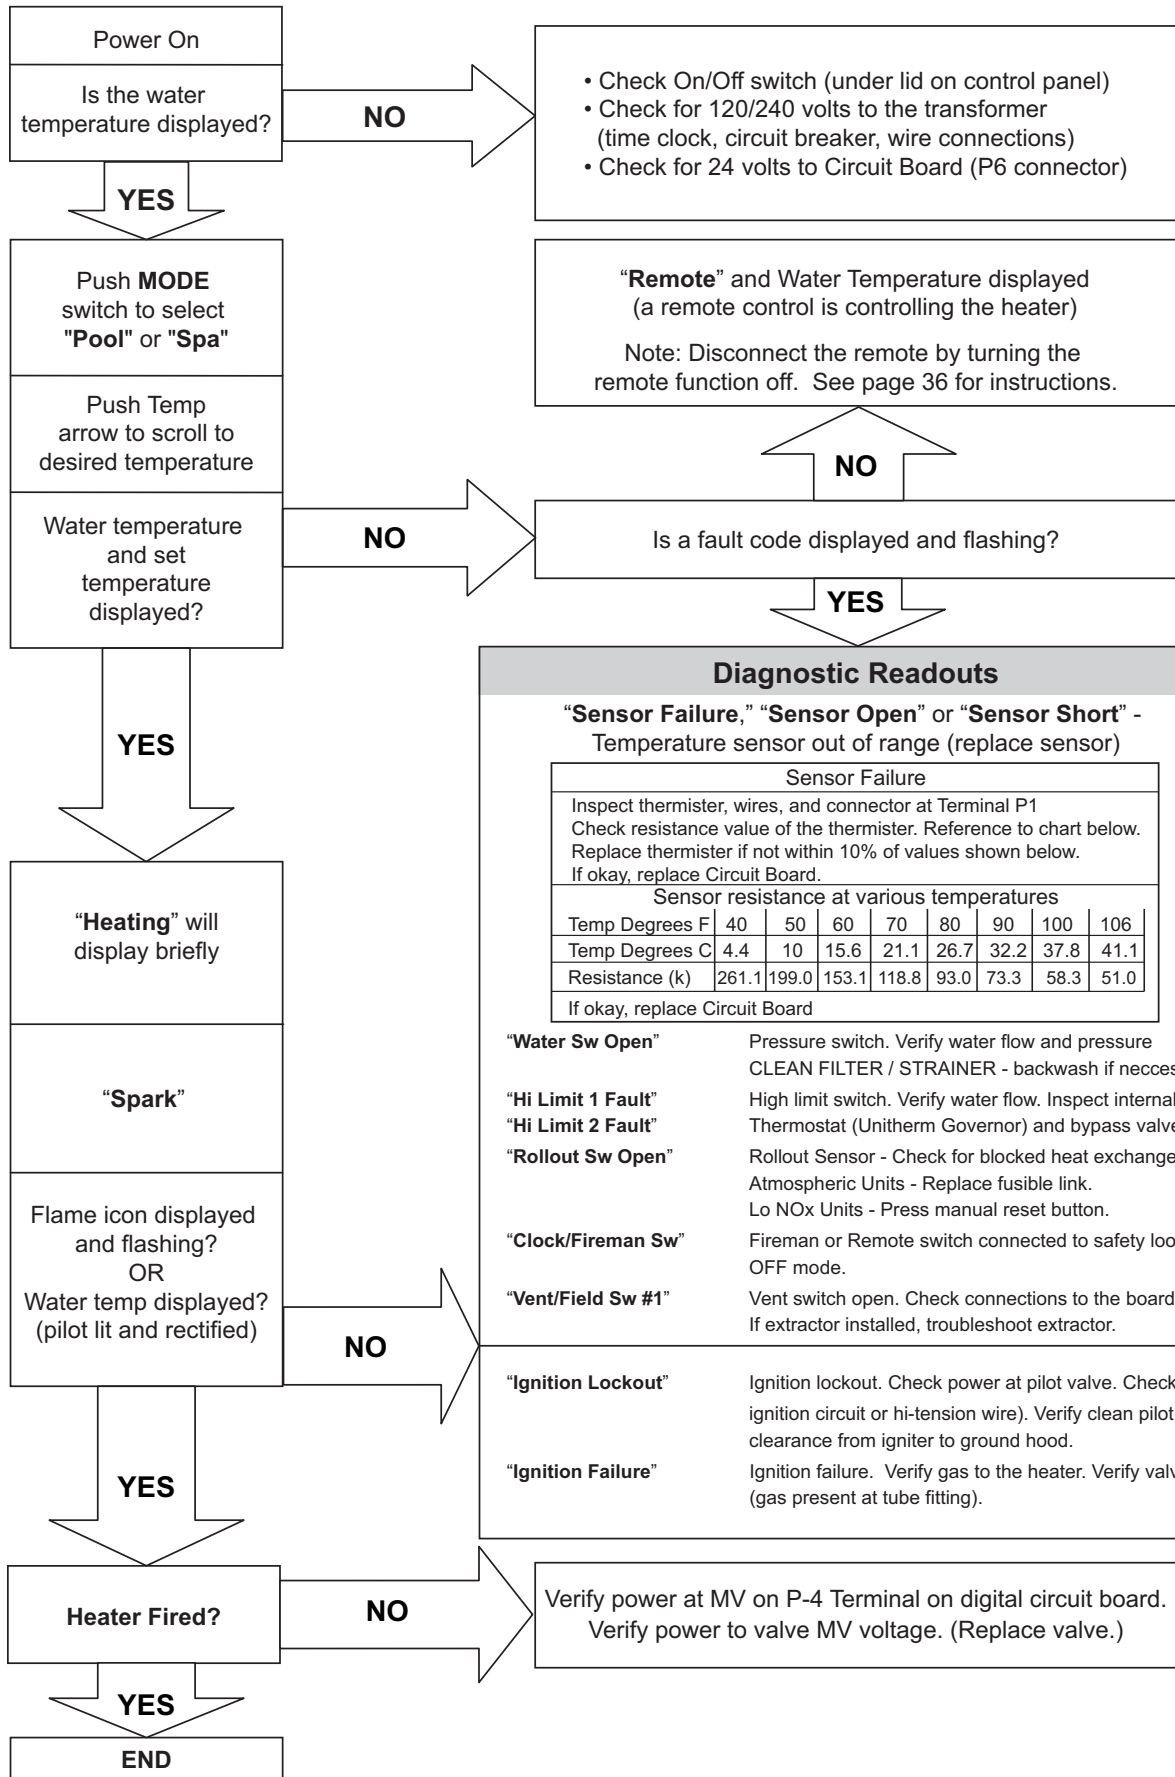 Power On
Is the water
temperature displayed?
NO
• Check On/Off switch (under lid on control panel)
• Check for 120/240 volts to the transformer
(time clock, circuit breaker, wire connections)
• Check for 24 volts to Circuit Board (P6 connector)
YES
Push MODE
switch to select
"Pool" or "Spa"
Push Temp
arrow to scroll to
desired temperature
Water temperature
and set
temperature
displayed?
“Remote” and Water Temperature displayed
(a remote control is controlling the heater)
Note: Disconnect the remote by turning the
remote function off. See page 36 for instructions.
NO
NO
Is a fault code displayed and flashing?
YES
YES
Diagnostic Readouts
“Sensor Failure,” “Sensor Open” or “Sensor Short” -
Temperature sensor out of range (replace sensor)
Sensor Failure
Inspect thermister, wires, and connector at Terminal P1
Check resistance value of the thermister. Reference to chart below.
Replace thermister if not within 10% of values shown below.
If okay, replace Circuit Board.
Sensor resistance at various temperatures
Temp Degrees F 40 50 60 70 80 90 100 106
Temp Degrees C 4.4 10 15.6 21.1 26.7 32.2 37.8 41.1
Resistance (k) 261.1 199.0 153.1 118.8 93.0 73.3 58.3 51.0
If okay, replace Circuit Board
“Water Sw Open” Pressure switch. Verify water flow and pressure
CLEAN FILTER / STRAINER - backwash if necces
“Hi Limit 1 Fault” High limit switch. Verify water flow. Inspect internal
“Hi Limit 2 Fault” Thermostat (Unitherm Governor) and bypass valve
“Rollout Sw Open” Rollout Sensor - Check for blocked heat exchange
Atmospheric Units - Replace fusible link.
Lo NOx Units - Press manual reset button.
“Clock/Fireman Sw” Fireman or Remote switch connected to safety loo
OFF mode.
“Vent/Field Sw #1” Vent switch open. Check connections to the board
If extractor installed, troubleshoot extractor.
“Ignition Lockout” Ignition lockout. Check power at pilot valve. Check
ignition circuit or hi-tension wire). Verify clean pilot
clearance from igniter to ground hood.
“Ignition Failure” Ignition failure. Verify gas to the heater. Verify valv
(gas present at tube fitting).
“Heating” will
display briefly
“Spark”
Flame icon displayed
and flashing?
OR
Water temp displayed?
(pilot lit and rectified)
NO
YES
Heater Fired?
NO
Verify power at MV on P-4 Terminal on digital circuit board.
Verify power to valve MV voltage. (Replace valve.)
YES
END